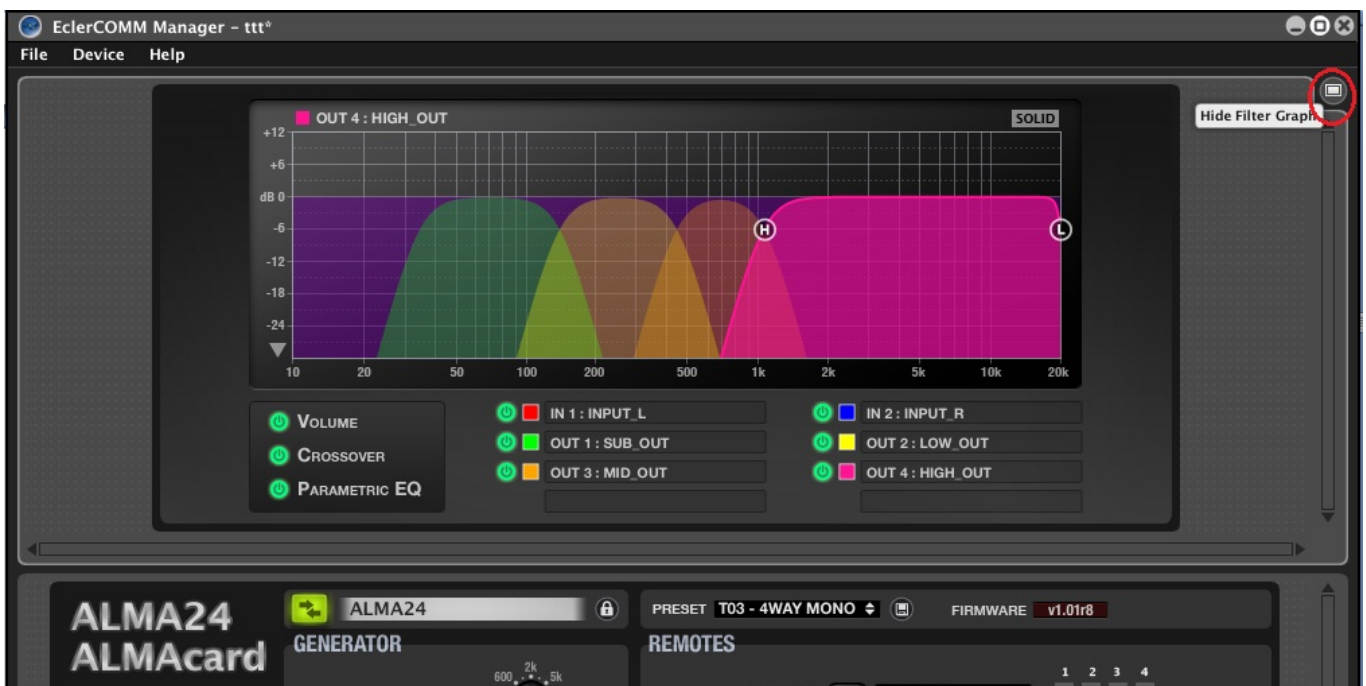 EclerCOMM Manager – ttt*
File Device Help
Hide Filter Graph
OUT 4 : HIGH_OUT SOLID
+12
+6
dB 0
-6
-12
-18
-24
H L
10 20 50 100 200 500 1k 2k 5k 10k 20k
VOLUME
CROSSOVER
PARAMETRIC EQ
IN 1 : INPUT_L IN 2 : INPUT_R
OUT 1 : SUB_OUT OUT 2 : LOW_OUT
OUT 3 : MID_OUT OUT 4 : HIGH_OUT
ALMA24
ALMAcard
ALMA24
PRESET T03 - 4WAY MONO FIRMWARE v1.01r8
GENERATOR
REMOTES
600 2k 5k
1 2 3 4